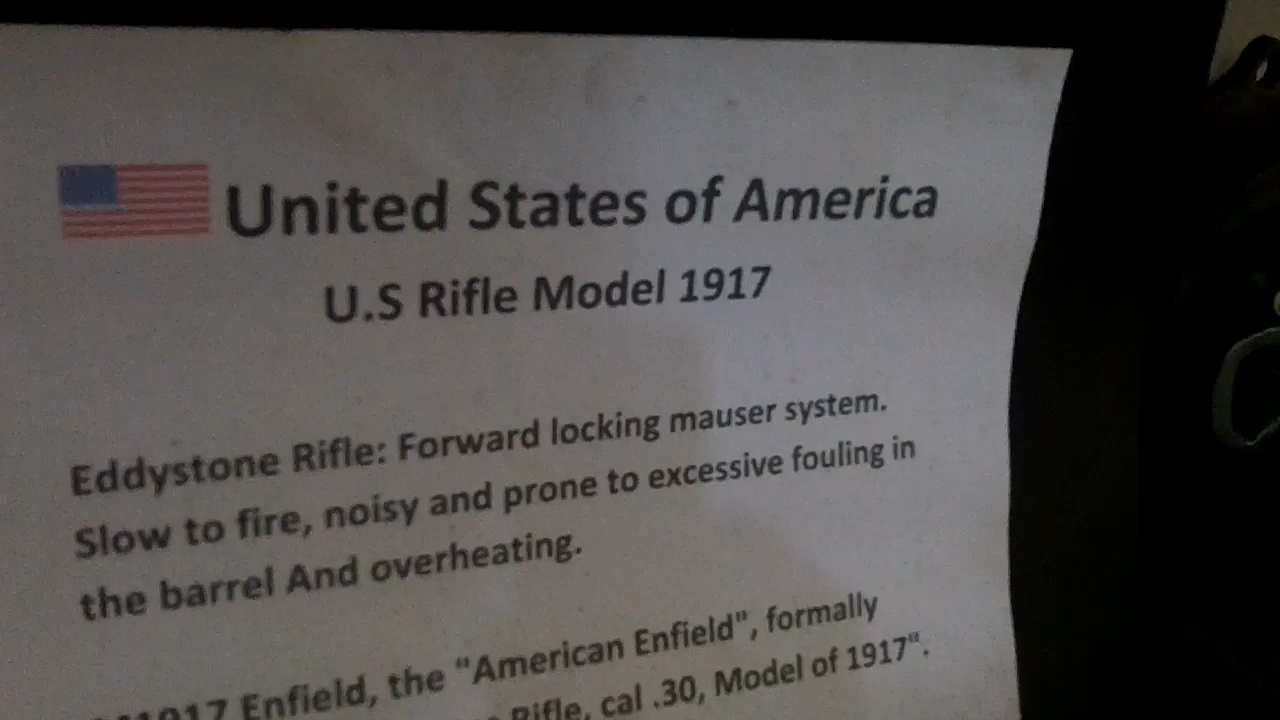 United States of America
U.S Rifle Model 1917
Eddystone Rifle: Forward locking mauser system.
Slow to fire, noisy and prone to excessive fouling in
the barrel And overheating.
Enfield, the "American Enfield", formally
Rifle, cal .30, Model of 1917".